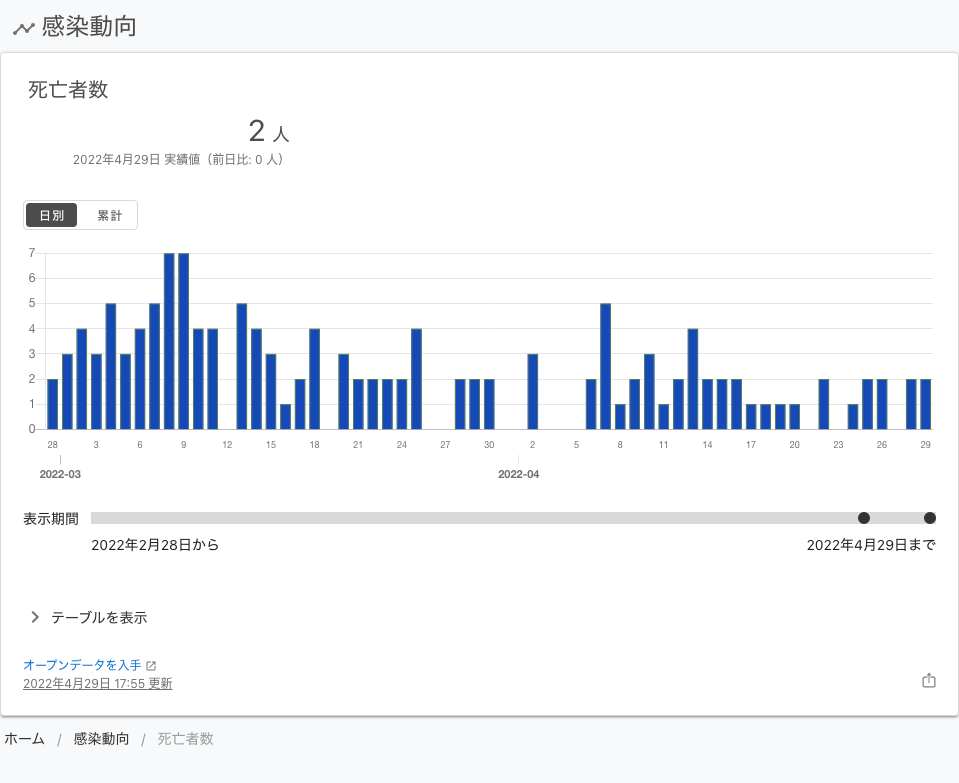 感染動向
死亡者数
2 人
2022年4月29日 実績値（前日比: 0 人）
日別 累計
7
6
5
4
3
2
1
0
28 3 6 9 12 15 18 21 24 27 30 2 5 8 11 14 17 20 23 26 29
2022-03 2022-04
表示期間
2022年2月28日から 2022年4月29日まで
テーブルを表示
オープンデータを入手
2022年4月29日 17:55 更新
ホーム / 感染動向 / 死亡者数